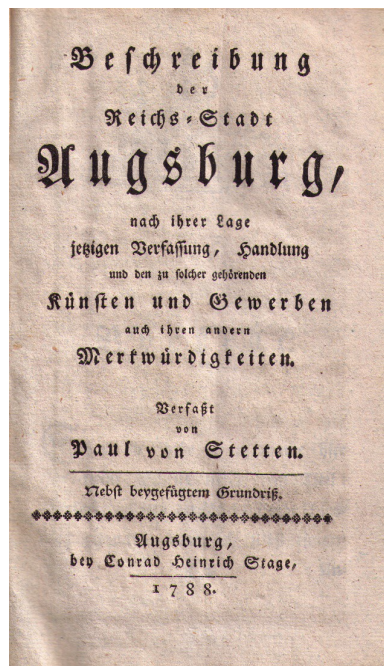 Beſchreibung
der
Reichs-Stadt
Augsburg,
nach ihrer Lage
jetzigen Verfaſſung, Handlung
und den zu ſolcher gehörenden
Künſten und Gewerben
auch ihren andern
Merkwürdigkeiten.
Verfaßt
von
Paul von Stetten.
Nebſt beygefügtem Grundriß.
Augsburg,
bey Conrad Heinrich Stage,
1788.